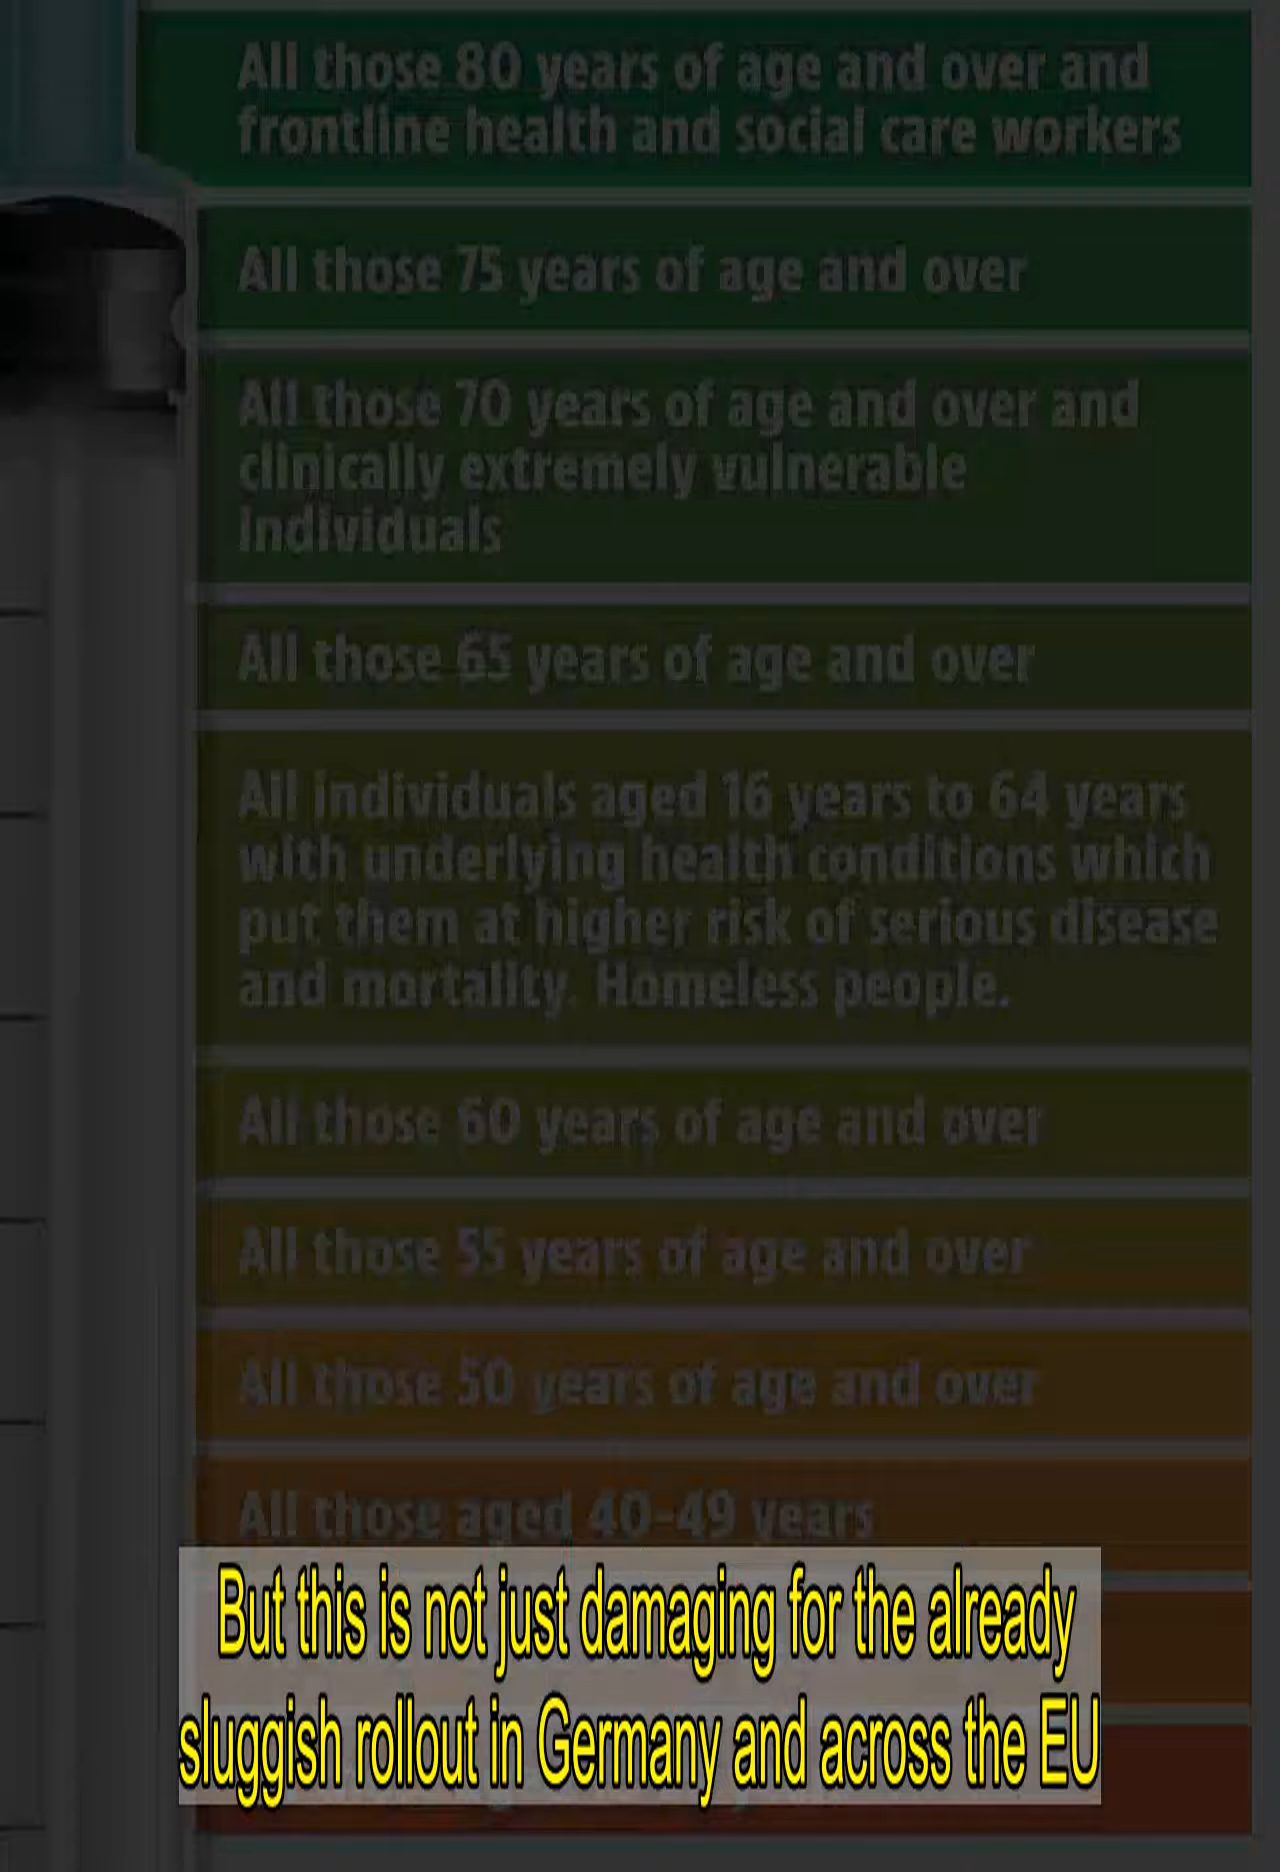 All those 80 years of age and over and
frontline health and social care workers
All those 75 years of age and over
All those 70 years of age and over and
clinically extremely vulnerable
individuals
All those 65 years of age and over
All individuals aged 16 years to 64 years
with underlying health conditions which
put them at higher risk of serious disease
and mortality. Homeless people.
All those 60 years of age and over
All those 55 years of age and over
All those 50 years of age and over
All those aged 40-49 years
But this is not just damaging for the already
sluggish rollout in Germany and across the EU